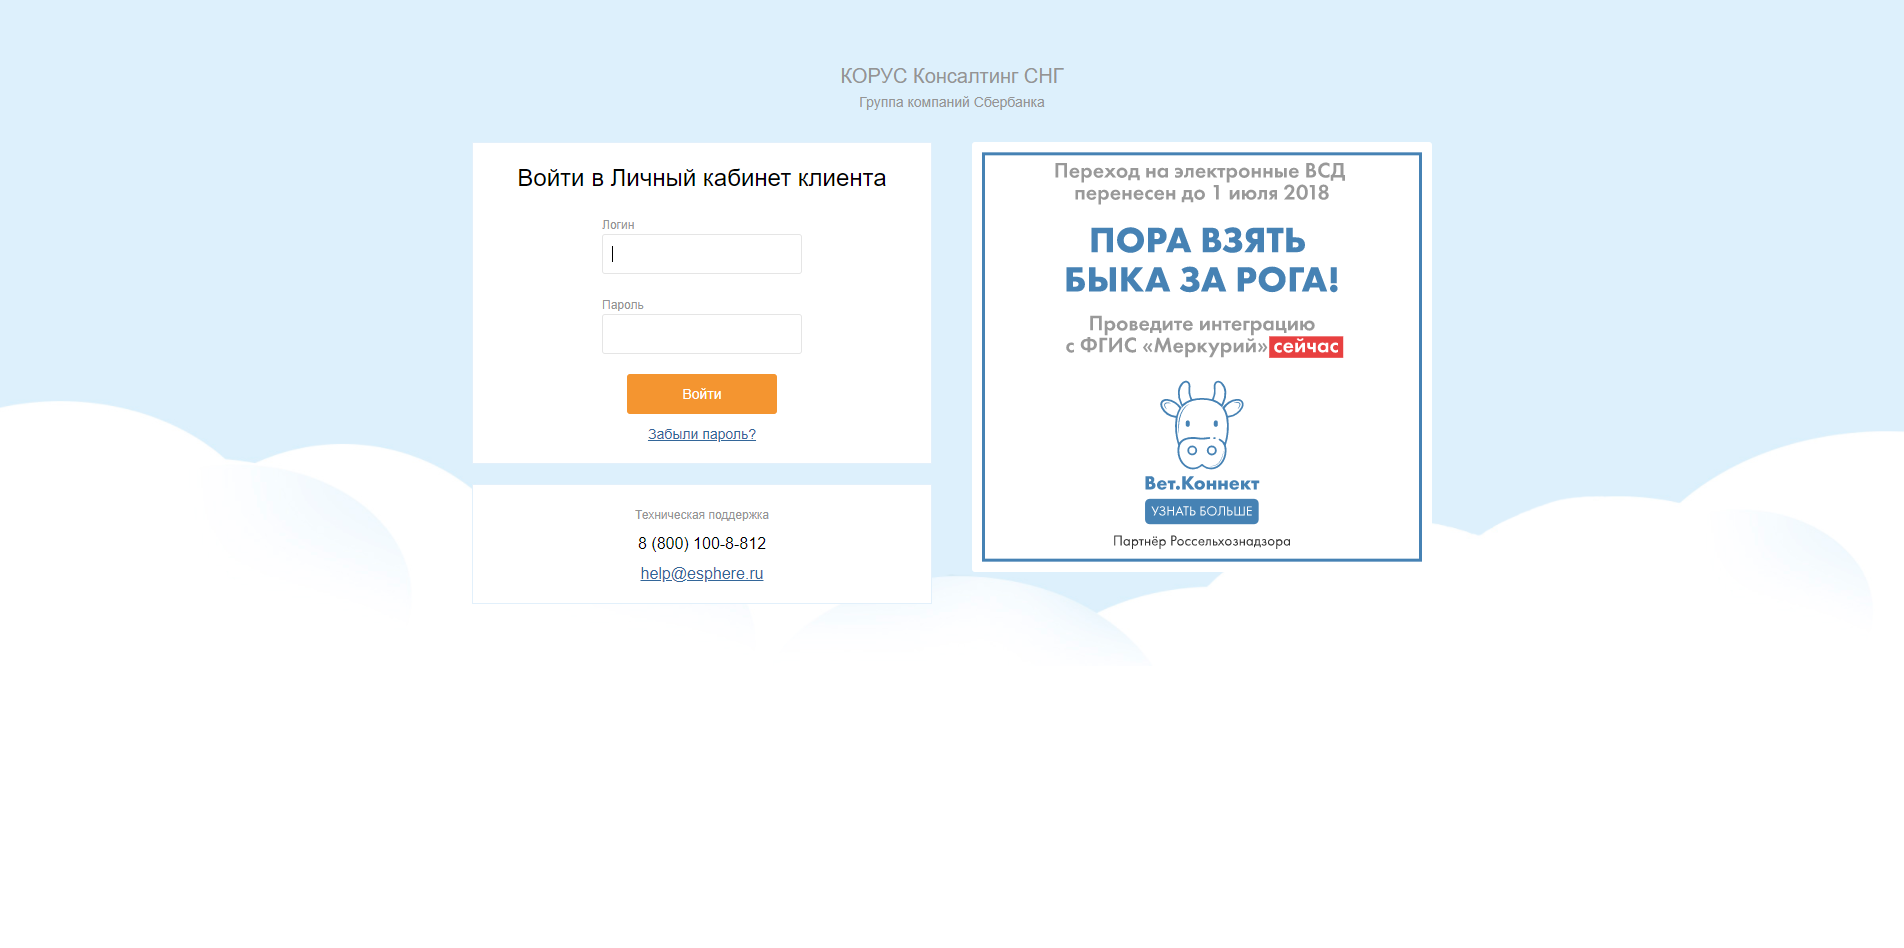 КОРУС Консалтинг СНГ
Группа компаний Сбербанка
Войти в Личный кабинет клиента
Логин
Пароль
Войти
Забыли пароль?
Техническая поддержка
8 (800) 100-8-812
help@esphere.ru
Переход на электронные ВСД
перенесен до 1 июля 2018
ПОРА ВЗЯТЬ
БЫКА ЗА РОГА!
Проведите интеграцию
с ФГИС «Меркурий» сейчас
Вет.Коннект
УЗНАТЬ БОЛЬШЕ
Партнёр Россельхознадзора